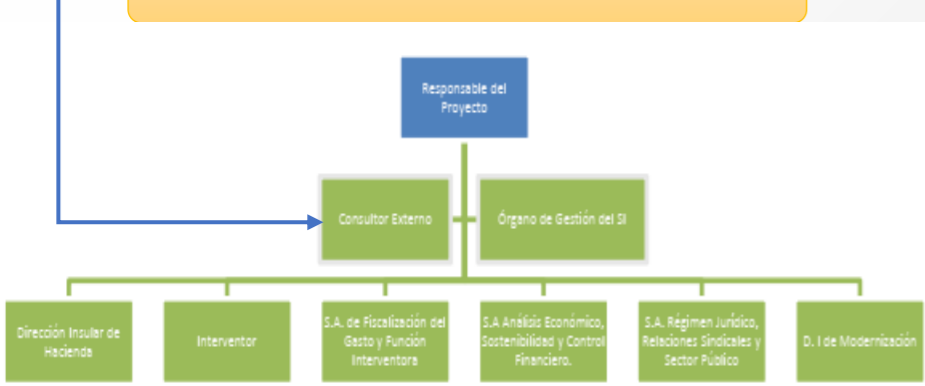 Responsable del
Proyecto
Consultor Externo
Órgano de Gestión del SI
Dirección Insular de
Hacienda
Interventor
S.A. de Fiscalización del
Gasto y Función
Interventora
S.A Análisis Económico,
Sostenibilidad y Control
Financiero.
S.A. Régimen Jurídico,
Relaciones Sindicales y
Sector Público
D. I de Modernización